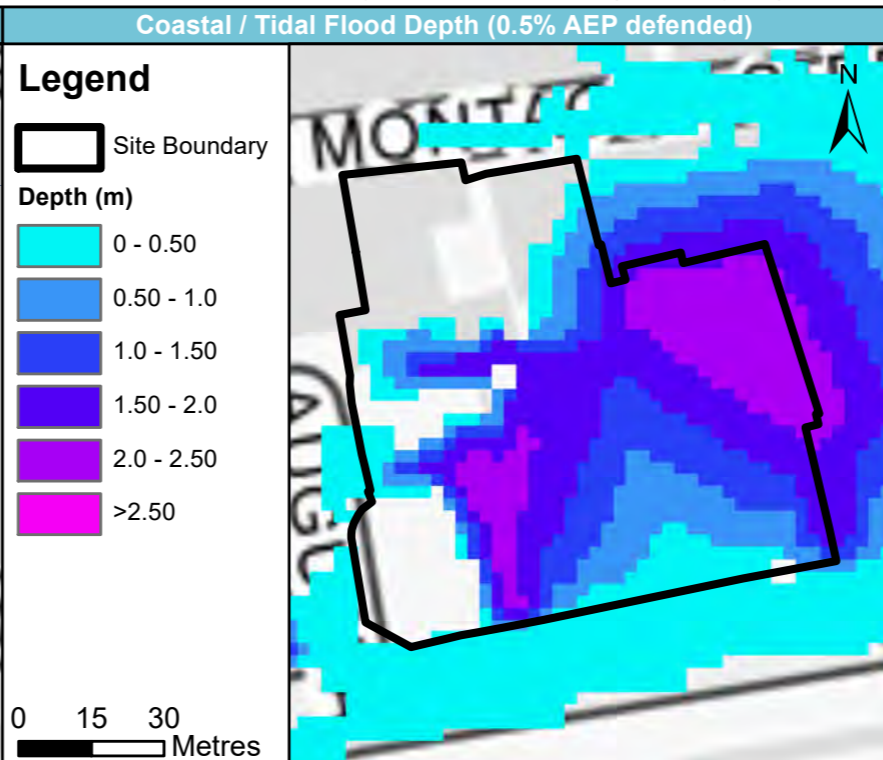 Coastal / Tidal Flood Depth (0.5% AEP defended)
Legend
Site Boundary
Depth (m)
0 - 0.50
0.50 - 1.0
1.0 - 1.50
1.50 - 2.0
2.0 - 2.50
>2.50
0 15 30
Metres
N